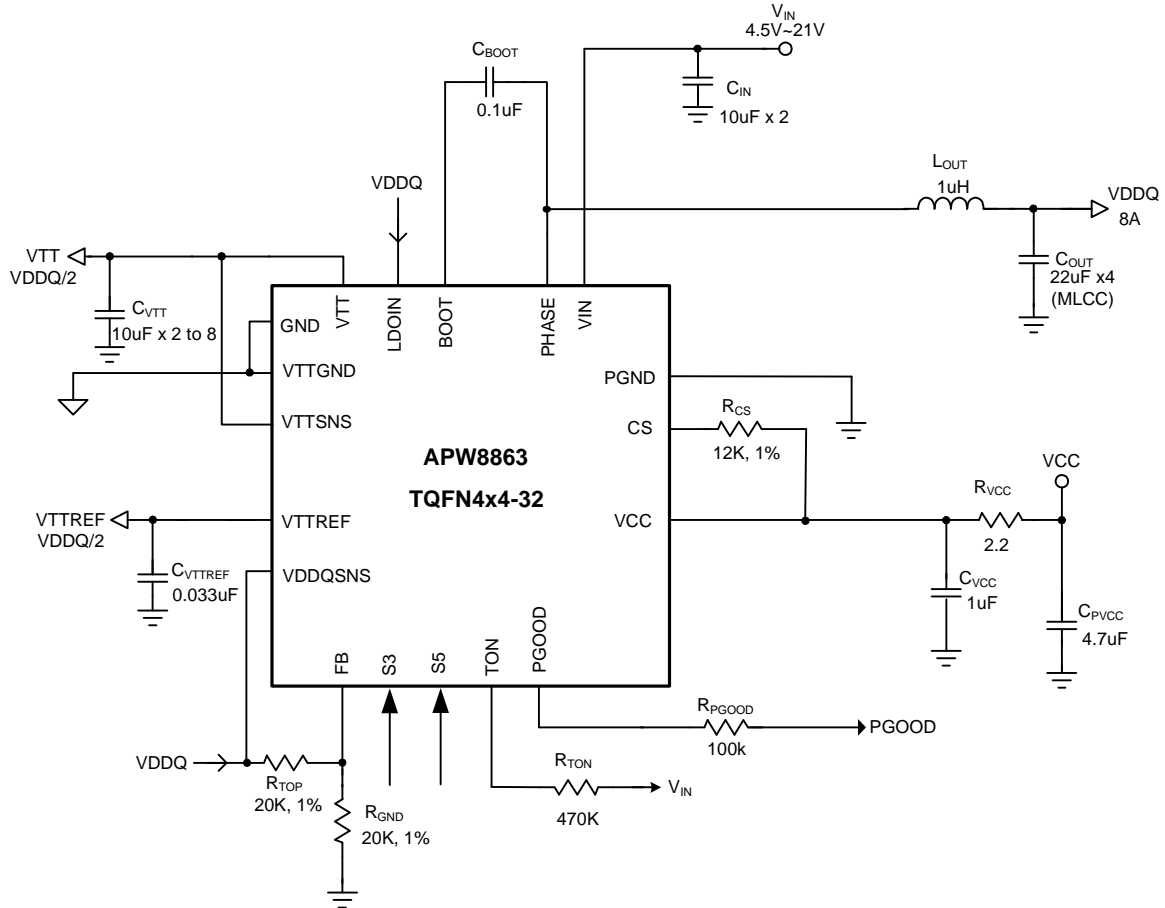 VIN
4.5V~21V
CBOOT
0.1uF
CIN
10uF x 2
LOUT
1uH
VDDQ
VDDQ
8A
VTT
VDDQ/2
COUT
22uF x4
(MLCC)
CVTT
10uF x 2 to 8
VTT
LDOIN
BOOT
PHASE
VIN
GND
VTTGND
VTTSNS
PGND
CS
RCS
12K, 1%
APW8863
TQFN4x4-32
VCC
VTTREF
VDDQ/2
VTTREF
VCC
RVCC
2.2
CVTTREF
0.033uF
VDDQSNS
CVCC
1uF
CPVCC
4.7uF
FB
S3
S5
TON
PGOOD
RPGOOD
100k
PGOOD
VDDQ
RTOP
20K, 1%
RTON
470K
VIN
RGND
20K, 1%